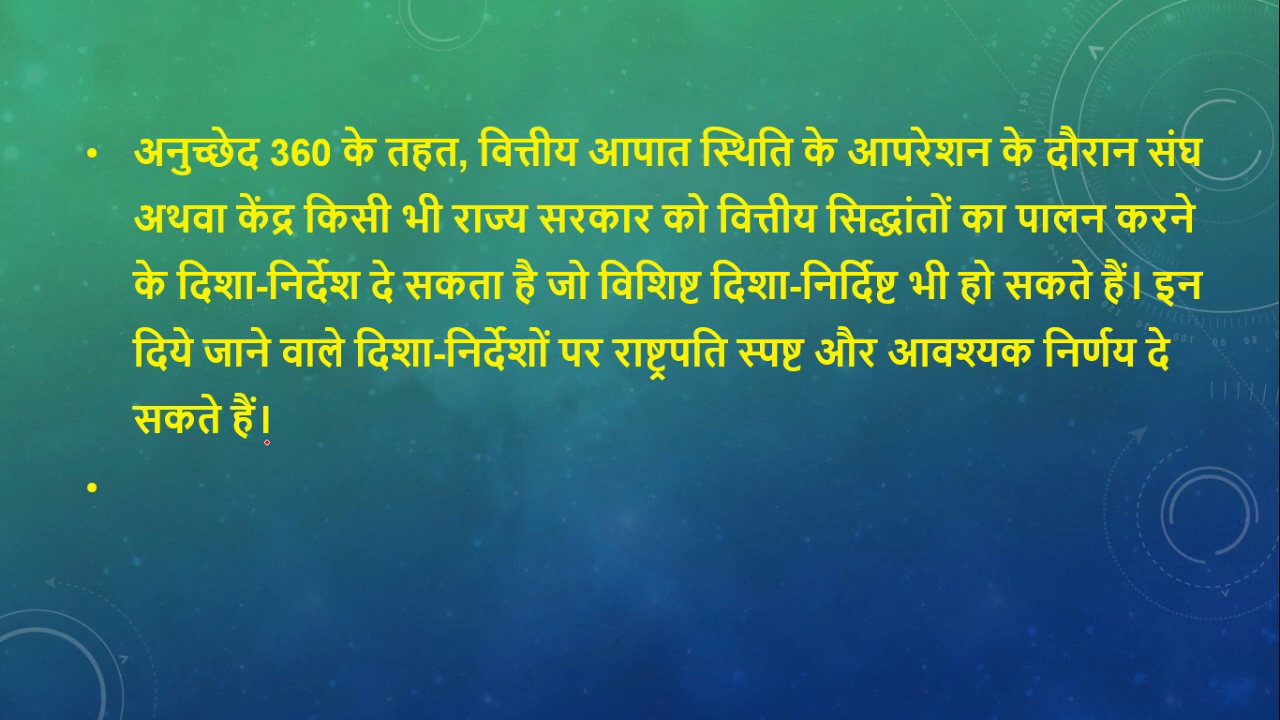 • अनुच्छेद 360 के तहत, वित्तीय आपात स्थिति के आपरेशन के दौरान संघ
अथवा केंद्र किसी भी राज्य सरकार को वित्तीय सिद्धांतों का पालन करने
के दिशा-निर्देश दे सकता है जो विशिष्ट दिशा-निर्दिष्ट भी हो सकते हैं। इन
दिये जाने वाले दिशा-निर्देशों पर राष्ट्रपति स्पष्ट और आवश्यक निर्णय दे
सकते हैं।
•